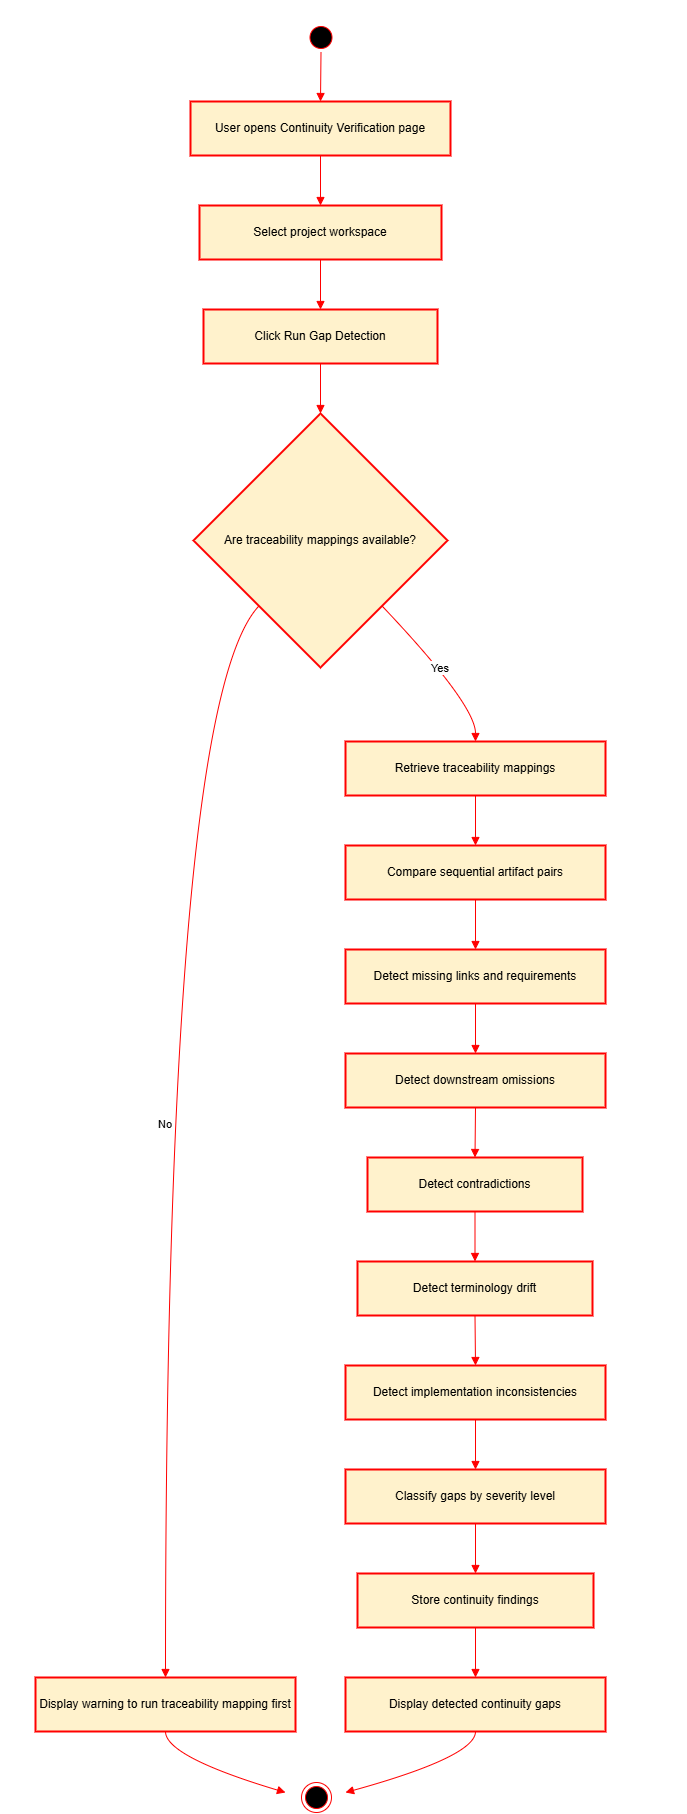 User opens Continuity Verification page
Select project workspace
Click Run Gap Detection
Are traceability mappings available?
Yes
Retrieve traceability mappings
Compare sequential artifact pairs
Detect missing links and requirements
Detect downstream omissions
No
Detect contradictions
Detect terminology drift
Detect implementation inconsistencies
Classify gaps by severity level
Store continuity findings
Display warning to run traceability mapping first
Display detected continuity gaps